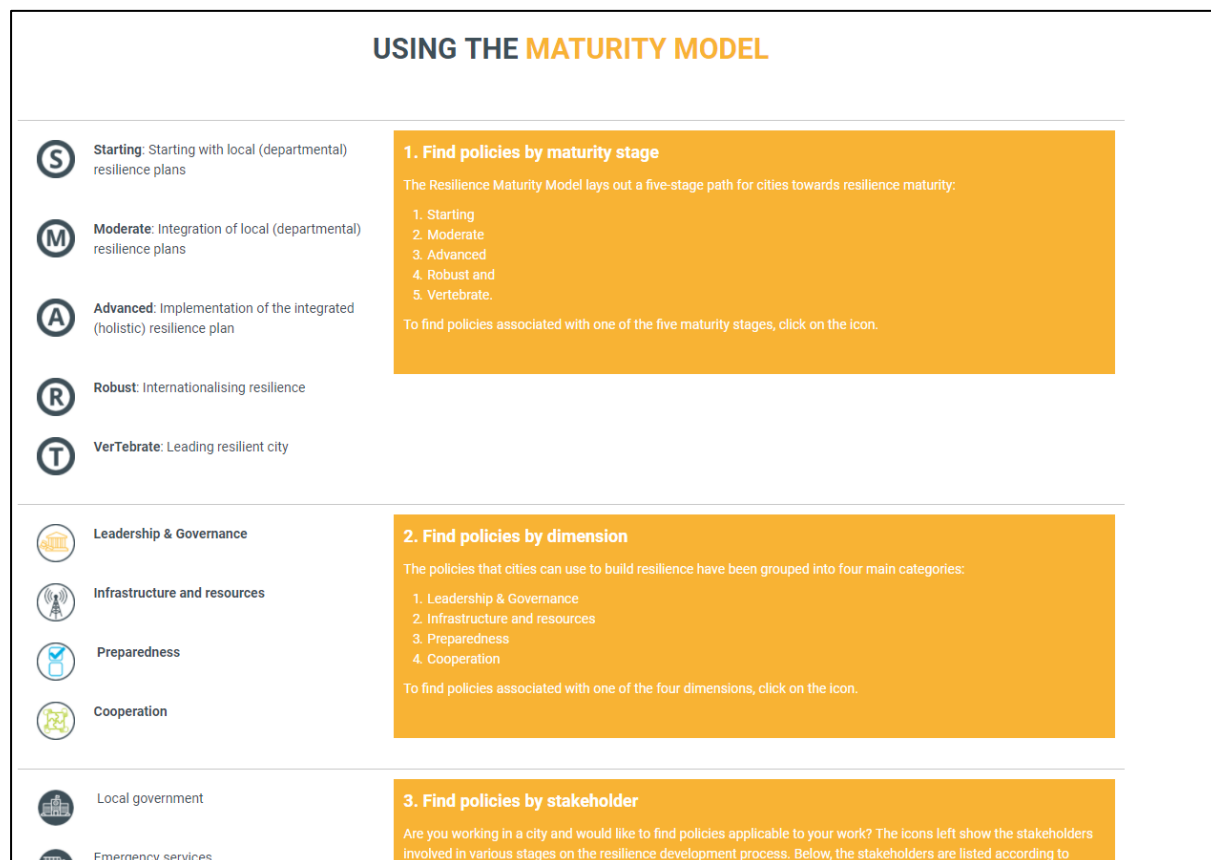 USING THE MATURITY MODEL
S
Starting: Starting with local (departmental)
resilience plans
M
Moderate: Integration of local (departmental)
resilience plans
A
Advanced: Implementation of the integrated
(holistic) resilience plan
R
Robust: Internationalising resilience
T
VerTebrate: Leading resilient city
1. Find policies by maturity stage
The Resilience Maturity Model lays out a five-stage path for cities towards resilience maturity:
1. Starting
2. Moderate
3. Advanced
4. Robust and
5. Vertebrate.
To find policies associated with one of the five maturity stages, click on the icon.
Leadership & Governance
Infrastructure and resources
Preparedness
Cooperation
2. Find policies by dimension
The policies that cities can use to build resilience have been grouped into four main categories:
1. Leadership & Governance
2. Infrastructure and resources
3. Preparedness
4. Cooperation
To find policies associated with one of the four dimensions, click on the icon.
Local government
Emergency services
3. Find policies by stakeholder
Are you working in a city and would like to find policies applicable to your work? The icons left show the stakeholders
involved in various stages on the resilience development process. Below, the stakeholders are listed according to